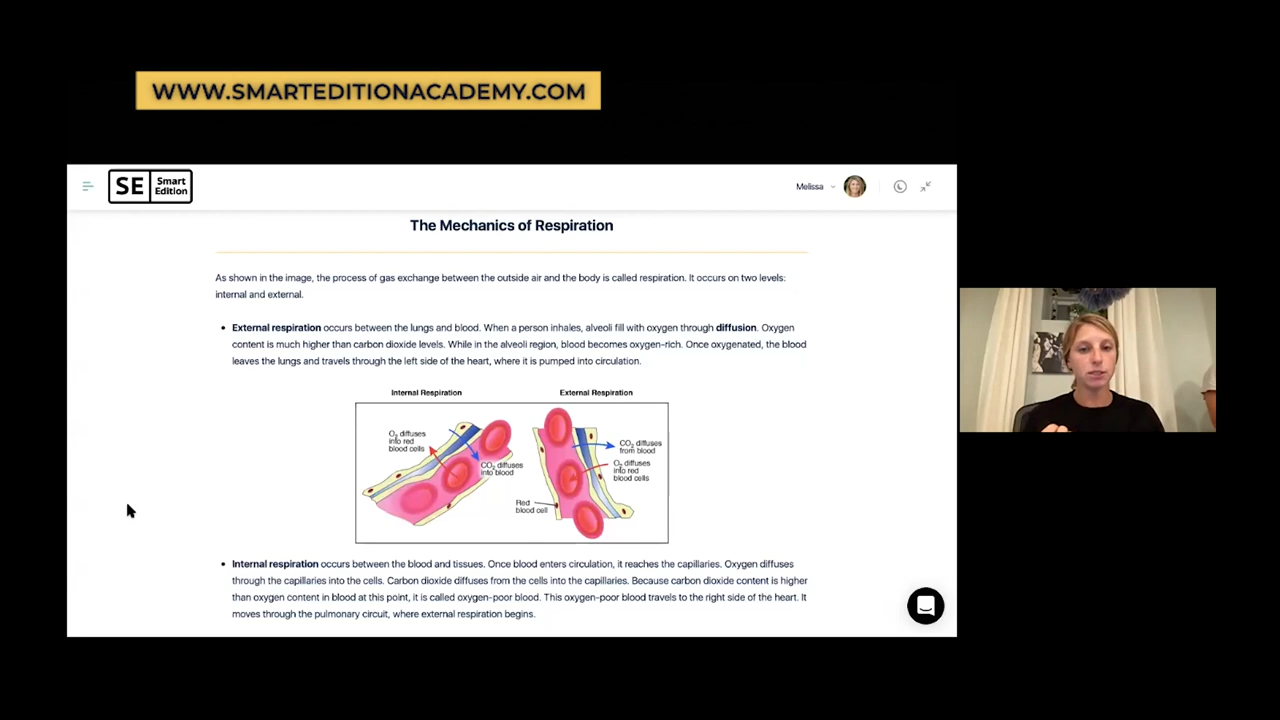 WWW.SMARTEDITIONACADEMY.COM
SE Smart Edition
Melissa
The Mechanics of Respiration
As shown in the image, the process of gas exchange between the outside air and the body is called respiration. It occurs on two levels:
internal and external.
• External respiration occurs between the lungs and blood. When a person inhales, alveoli fill with oxygen through diffusion. Oxygen
content is much higher than carbon dioxide levels. While in the alveoli region, blood becomes oxygen-rich. Once oxygenated, the blood
leaves the lungs and travels through the left side of the heart, where it is pumped into circulation.
Internal Respiration
External Respiration
O₂ diffuses
into red
blood cells
CO₂ diffuses
into blood
CO₂ diffuses
from blood
O₂ diffuses
into red
blood cells
Red
blood cell
• Internal respiration occurs between the blood and tissues. Once blood enters circulation, it reaches the capillaries. Oxygen diffuses
through the capillaries into the cells. Carbon dioxide diffuses from the cells into the capillaries. Because carbon dioxide content is higher
than oxygen content in blood at this point, it is called oxygen-poor blood. This oxygen-poor blood travels to the right side of the heart. It
moves through the pulmonary circuit, where external respiration begins.